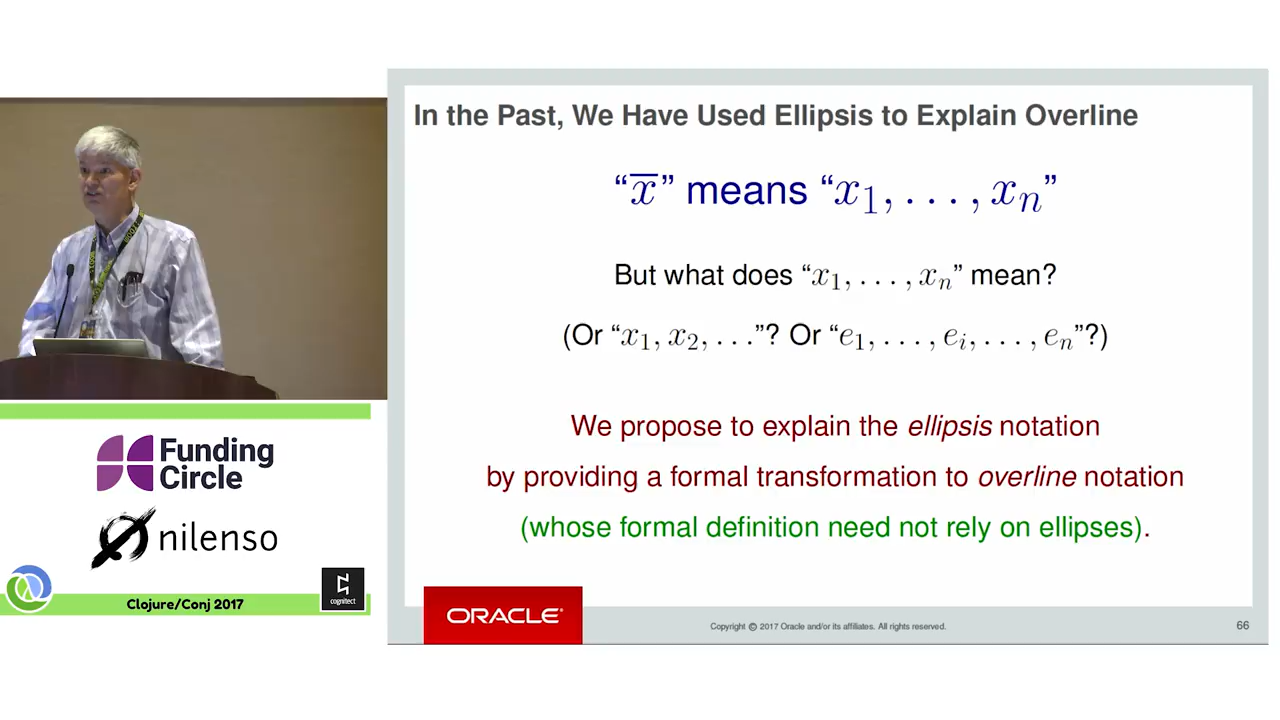 In the Past, We Have Used Ellipsis to Explain Overline
“x̅” means “x₁, . . . , xₙ”
But what does “x₁, . . . , xₙ” mean?
(Or “x₁, x₂, . . .”? Or “e₁, . . . , eᵢ, . . . , eₙ”?)
We propose to explain the ellipsis notation
by providing a formal transformation to overline notation
(whose formal definition need not rely on ellipses).
ORACLE®
Copyright © 2017 Oracle and/or its affiliates. All rights reserved.
66
Funding
Circle
nilenso
Clojure/Conj 2017
cognitect